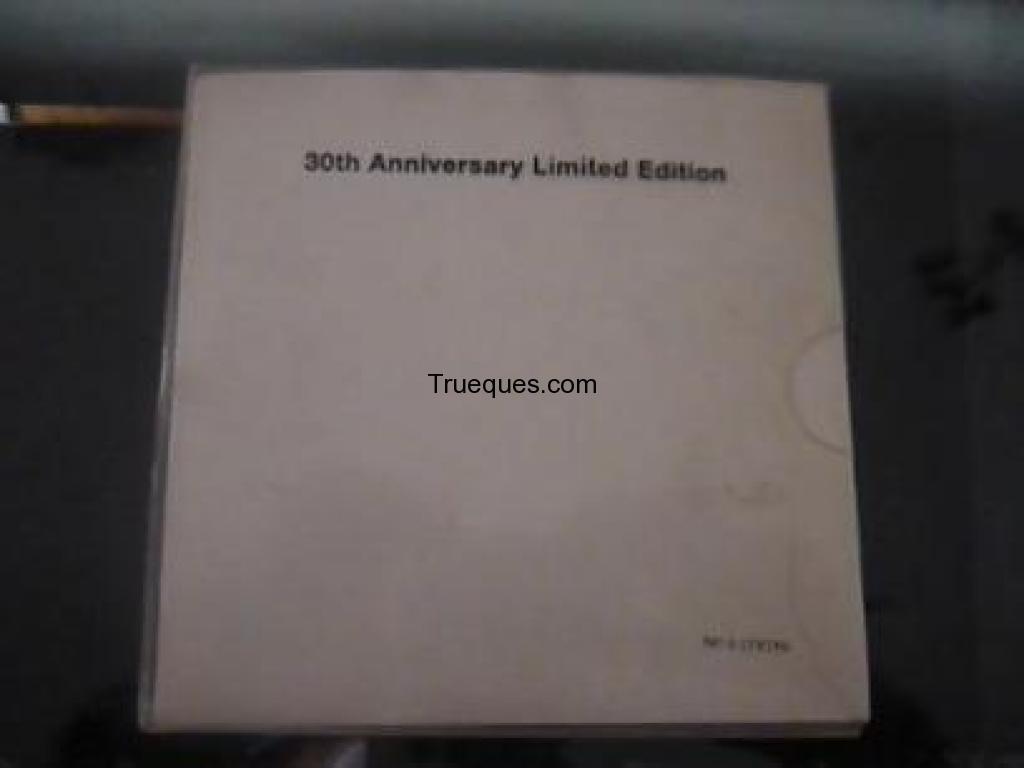 30th Anniversary Limited Edition
Trueques.com